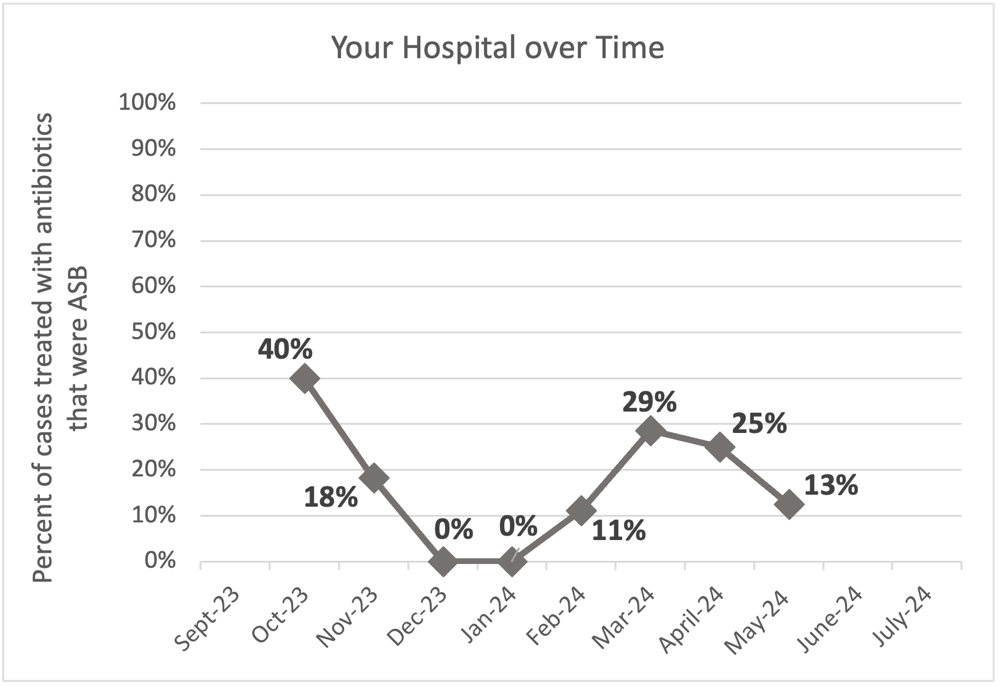 Your Hospital over Time
Percent of cases treated with antibiotics
that were ASB
100%
90%
80%
70%
60%
50%
40%
30%
20%
10%
0%
40%
18%
0%
0%
11%
29%
25%
13%
Sept-23
Oct-23
Nov-23
Dec-23
Jan-24
Feb-24
Mar-24
April-24
May-24
June-24
July-24